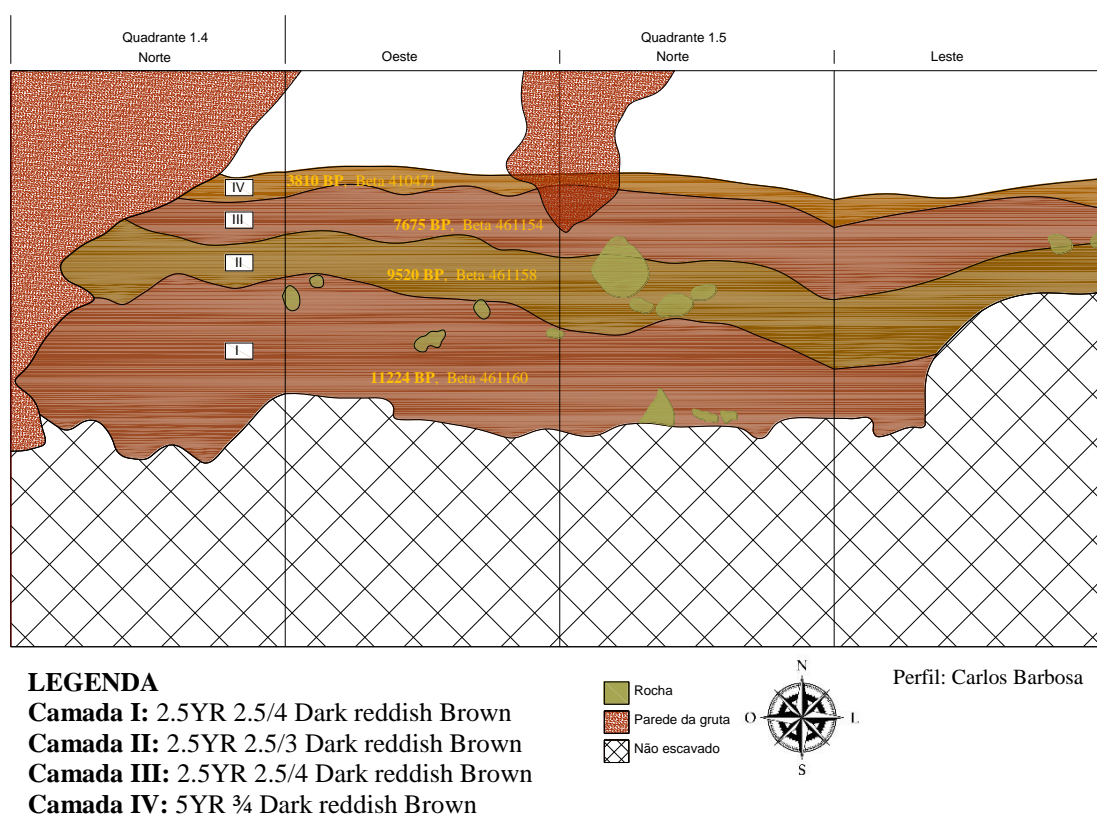 Quadrante 1.4
Quadrante 1.5
Norte
Oeste
Norte
Leste
IV
3810 BP, Beta 410471
III
7675 BP, Beta 461154
II
9520 BP, Beta 461158
I
11224 BP, Beta 461160
LEGENDA
Camada I: 2.5YR 2.5/4 Dark reddish Brown
Camada II: 2.5YR 2.5/3 Dark reddish Brown
Camada III: 2.5YR 2.5/4 Dark reddish Brown
Camada IV: 5YR ¾ Dark reddish Brown
Rocha
Parede da gruta
Não escavado
N
O
L
S
Perfil: Carlos Barbosa